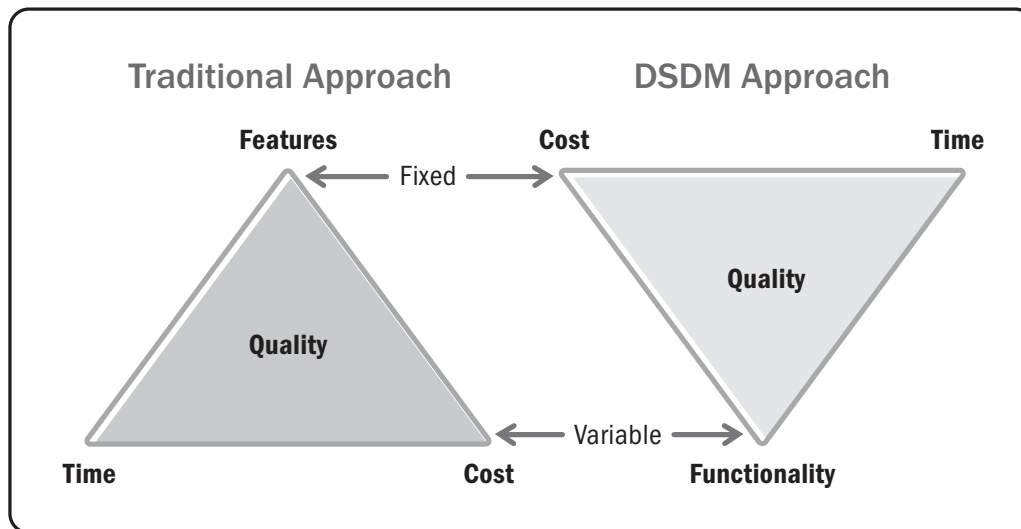 Traditional Approach
DSDM Approach
Features
Cost
Time
Fixed
Quality
Quality
Variable
Time
Cost
Functionality